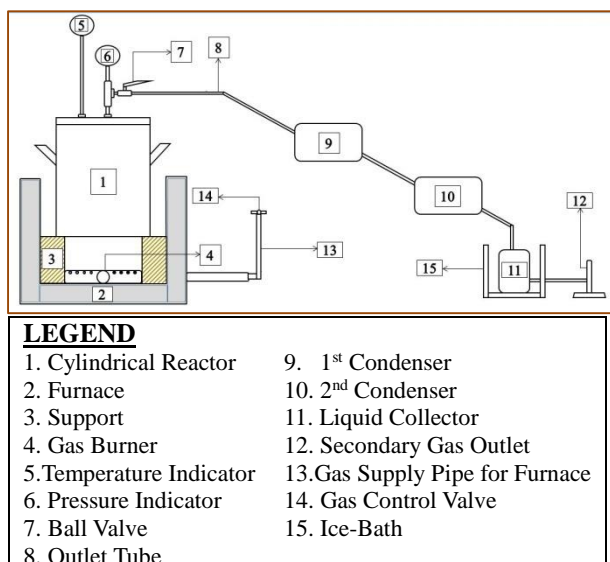 5
6
7
8
9
1
10
14
12
3
4
13
15
11
2
LEGEND
1. Cylindrical Reactor
2. Furnace
3. Support
4. Gas Burner
5.Temperature Indicator
6. Pressure Indicator
7. Ball Valve
8. Outlet Tube
9. 1st Condenser
10. 2nd Condenser
11. Liquid Collector
12. Secondary Gas Outlet
13.Gas Supply Pipe for Furnace
14. Gas Control Valve
15. Ice-Bath